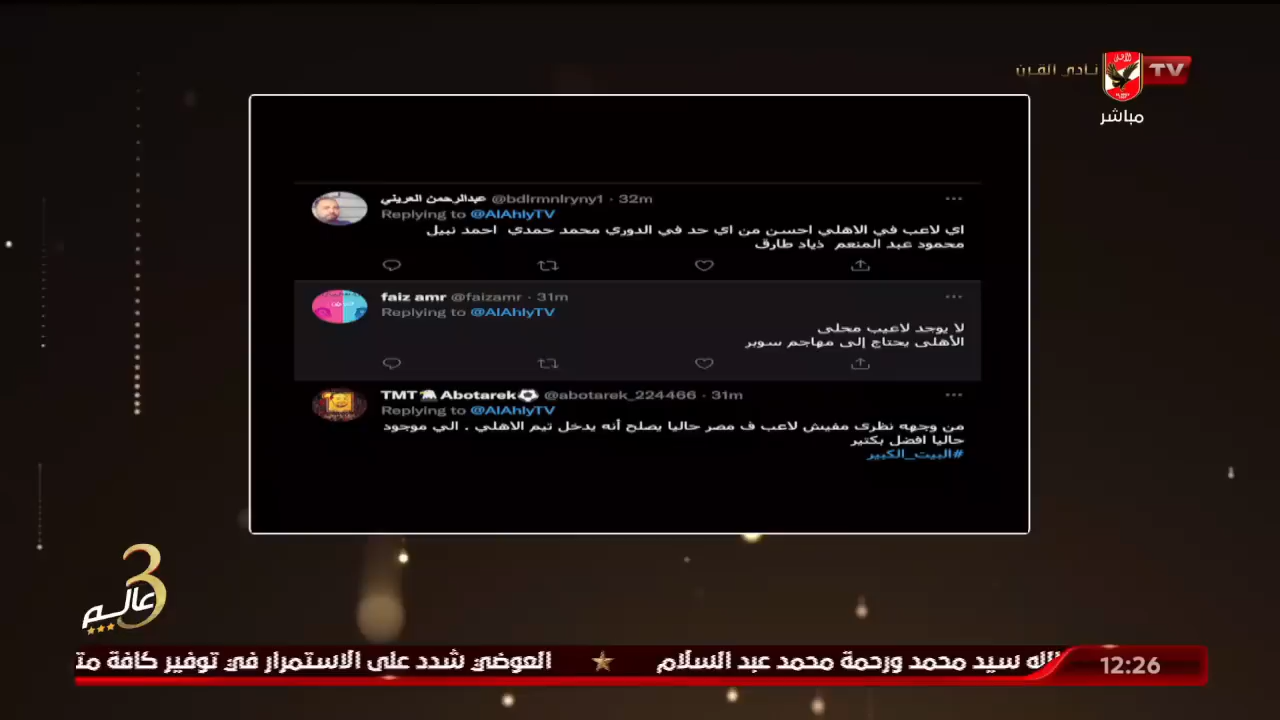 نادي القرن
TV
مباشر
عبدالرحمن العريني @bdlrmnlryny1 · 32m
Replying to @AlAhlyTV
اي لاعب في الاهلي احسن من اي حد في الدوري محمد حمدي احمد نبيل
محمود عبد المنعم ذياد طارق
faiz amr @faizamr · 31m
Replying to @AlAhlyTV
لا يوجد لاعيب محلى
الأهلى يحتاج إلى مهاجم سوبر
TMT🦅 Abotarek⚽ @abotarek_224466 · 31m
Replying to @AlAhlyTV
من وجهه نظرى مفيش لاعب ف مصر حاليا يصلح أنه يدخل تيم الاهلي . الي موجود
حاليا افضل بكتير
#البيت_الكبير
3 عالم
لله سيد محمد ورحمة محمد عبد السلام ★ العوضي شدد على الاستمرار في توفير كافة مت
12:26